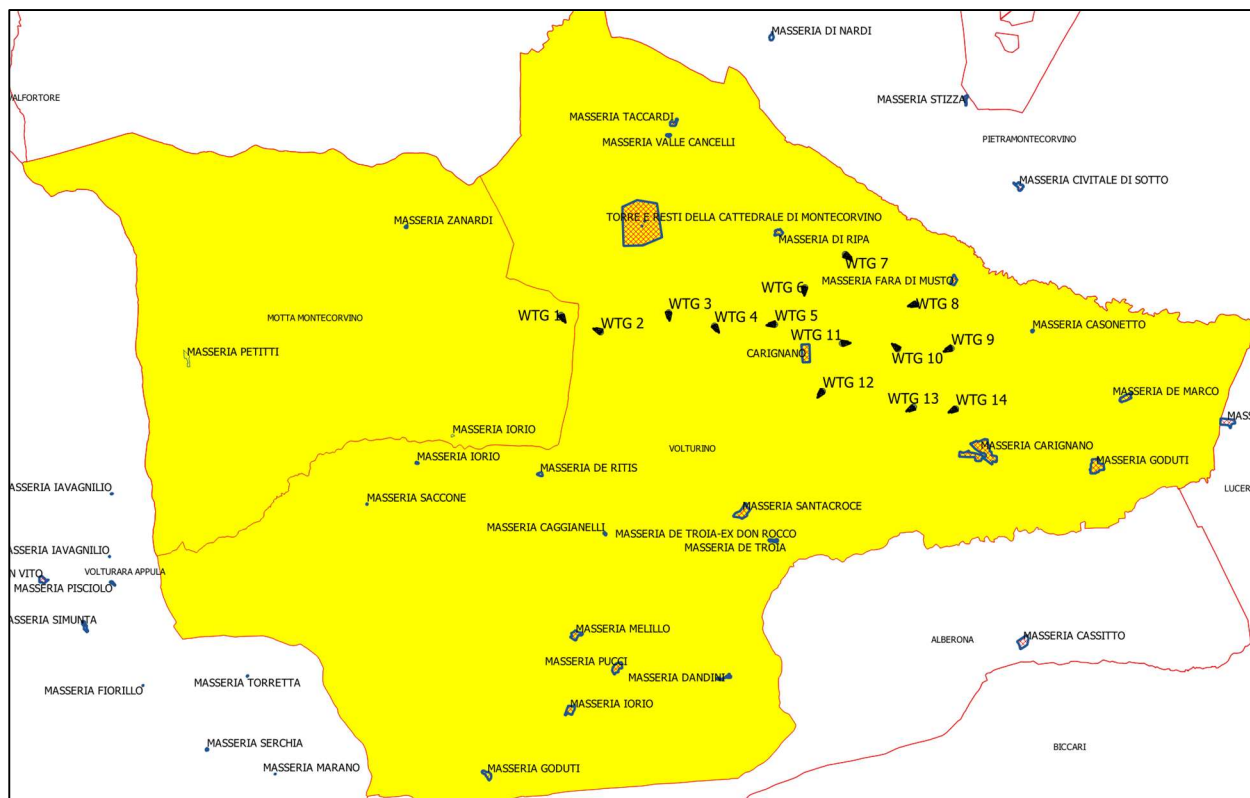 MASSERIA DI NARDI
MASSERIA STIZZA
ALFORTORE
MASSERIA TACCARDI
MASSERIA VALLE CANCELLI
PIETRAMONTECORVINO
MASSERIA CIVITALE DI SOTTO
MASSERIA ZANARDI
TORRE E RESTI DELLA CATTEDRALE DI MONTECORVINO
MASSERIA DI RIPA
WTG 7
MASSERIA FARA DI MUSTO
WTG 6
WTG 8
WTG 1
WTG 2
WTG 3
WTG 4
WTG 5
MOTTA MONTECORVINO
MASSERIA CASONETTO
WTG 11
CARIGNANO
WTG 10
WTG 9
MASSERIA PETITTI
WTG 12
WTG 13
WTG 14
MASSERIA DE MARCO
MASS
MASSERIA IORIO
MASSERIA IORIO
VOLTURINO
MASSERIA CARIGNANO
MASSERIA GODUTI
MASSERIA DE RITIS
ASSERIA IAVAGNILIO
LUCER
MASSERIA SACCONE
MASSERIA SANTACROCE
MASSERIA CAGGIANELLI
MASSERIA DE TROIA-EX DON ROCCO
MASSERIA DE TROIA
ASSERIA IAVAGNILIO
N VITO
VOLTURARA APPULA
MASSERIA PISCIOLO
ASSERIA SIMUNTA
MASSERIA MELILLO
ALBERONA
MASSERIA CASSITTO
MASSERIA PUCCI
MASSERIA DANDINI
MASSERIA FIORILLO
MASSERIA TORRETTA
MASSERIA IORIO
MASSERIA SERCHIA
BICCARI
MASSERIA MARANO
MASSERIA GODUTI